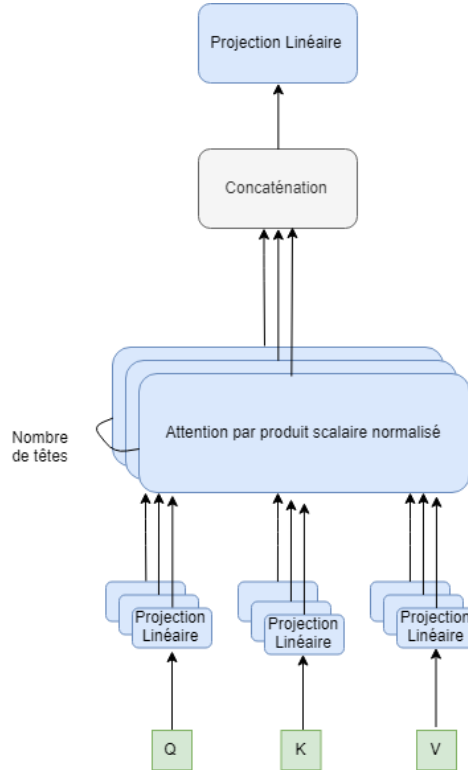 Projection Linéaire
Concaténation
Attention par produit scalaire normalisé
Nombre
de têtes
Projection
Linéaire
Projection
Linéaire
Projection
Linéaire
Q
K
V